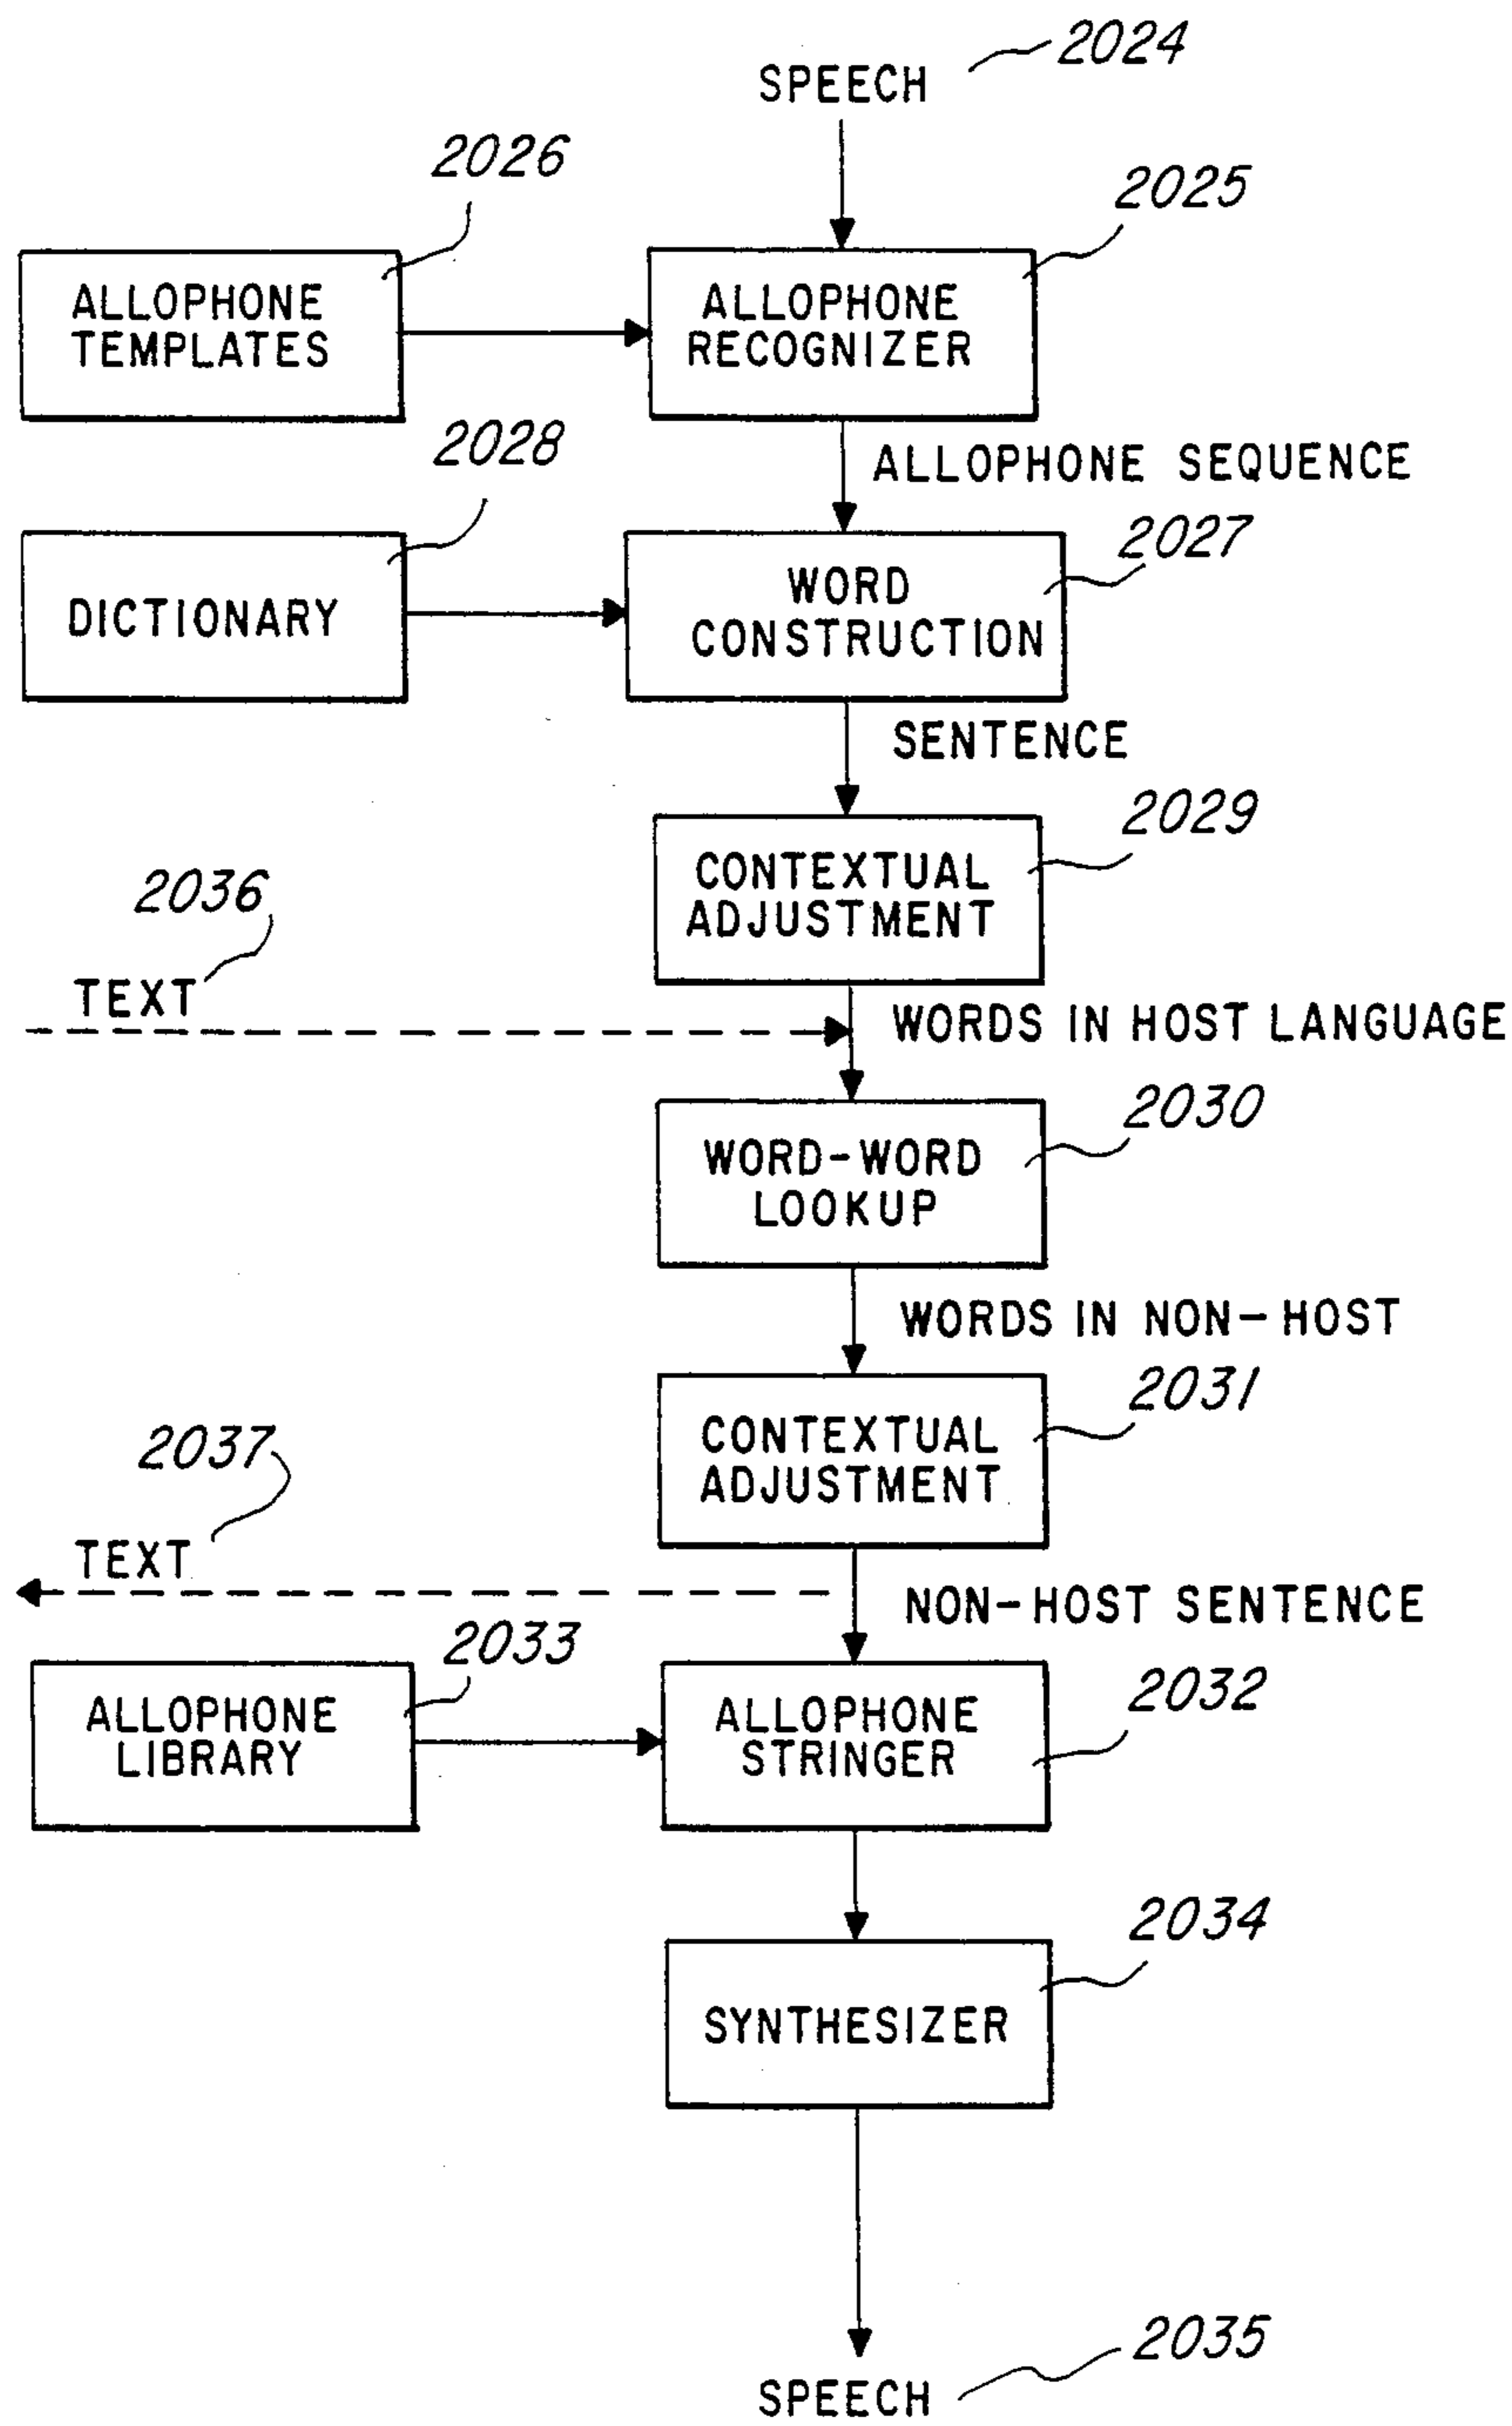 2024
SPEECH
2026
2025
ALLOPHONE
TEMPLATES
ALLOPHONE
RECOGNIZER
2028
ALLOPHONE SEQUENCE
2027
DICTIONARY
WORD
CONSTRUCTION
SENTENCE
2029
CONTEXTUAL
ADJUSTMENT
2036
TEXT
WORDS IN HOST LANGUAGE
2030
WORD-WORD
LOOKUP
WORDS IN NON-HOST
2031
CONTEXTUAL
ADJUSTMENT
2037
TEXT
NON-HOST SENTENCE
2033
2032
ALLOPHONE
LIBRARY
ALLOPHONE
STRINGER
2034
SYNTHESIZER
2035
SPEECH